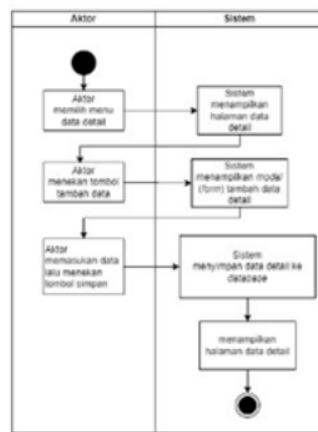 Aktor
Sistem
Aktor
memilih menu
data detail
Sistem
menampilkan
halaman data
detail
Aktor
menekan tombol
tambah data
Sistem
menampilkan modal
(form) tambah data
detail
Aktor
memasukan data
lalu menekan
tombol simpan
Sistem
menyimpan data detail ke
database
menampilkan
halaman data detail